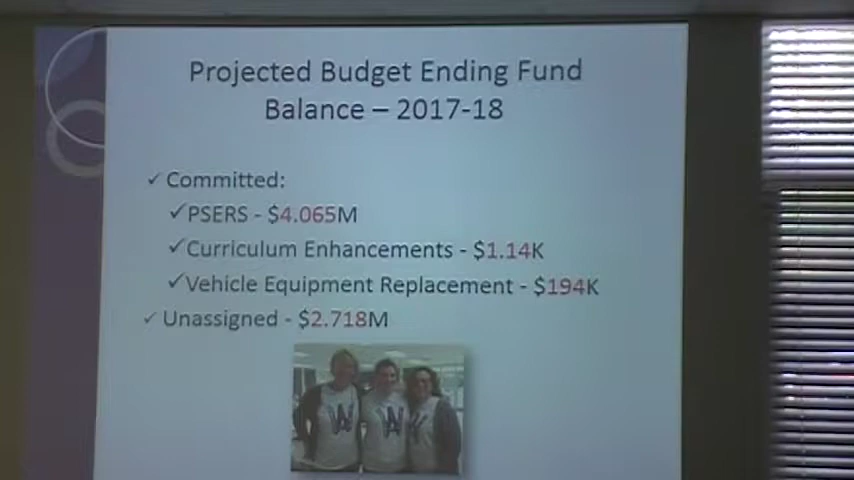 Projected Budget Ending Fund
Balance – 2017-18
✓ Committed:
✓PSERS - $4.065M
✓Curriculum Enhancements - $1.14K
✓Vehicle Equipment Replacement - $194K
✓ Unassigned - $2.718M
W
W
W